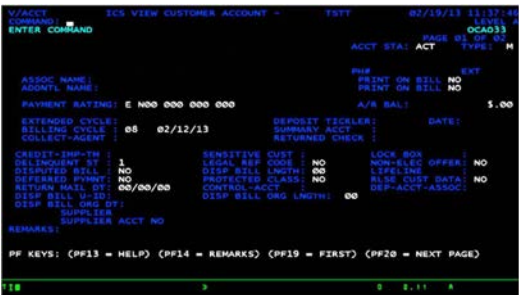 V/ACCT ICS VIEW CUSTOMER ACCOUNT - TSTT 02/19/13 11:37:46
COMMAND: LEVEL A
ENTER COMMAND OCAO33
PAGE 01 OF 02
ACCT STA: ACT TYPE: M
PH# EXT
ASSOC NAME: PRINT ON BILL NO
ADONTL NAME: PRINT ON BILL NO
PAYMENT RATING: E N00 000 000 000 A/R BAL: $.00
EXTENDED CYCLE: DEPOSIT TICKLER: DATE:
BILLING CYCLE : 08 02/12/13 SUMMARY ACCT :
COLLECT-AGENT : RETURNED CHECK :
CREDIT-IMP-TH : SENSITIVE CUST : LOCK BOX :
DELINQUENT ST : 1 LEGAL REF CODE : NO NON-ELEC OFFER: NO
DISPUTED BILL : NO DISP BILL LNGTH: 00 LIFELINE :
DEFERRED PYMNT: NO PROTECTED CLASS: NO RLSE CUST DATA: NO
RETURN MAIL DT: 00/00/00 CONTROL-ACCT : DEP-ACCT-ASSOC:
DISP BILL U-ID: DISP BILL ORG LNGTH: 00
DISP BILL ORG DT:
SUPPLIER
SUPPLIER ACCT NO
REMARKS:
PF KEYS: (PF13 = HELP) (PF14 = REMARKS) (PF19 = FIRST) (PF20 = NEXT PAGE)